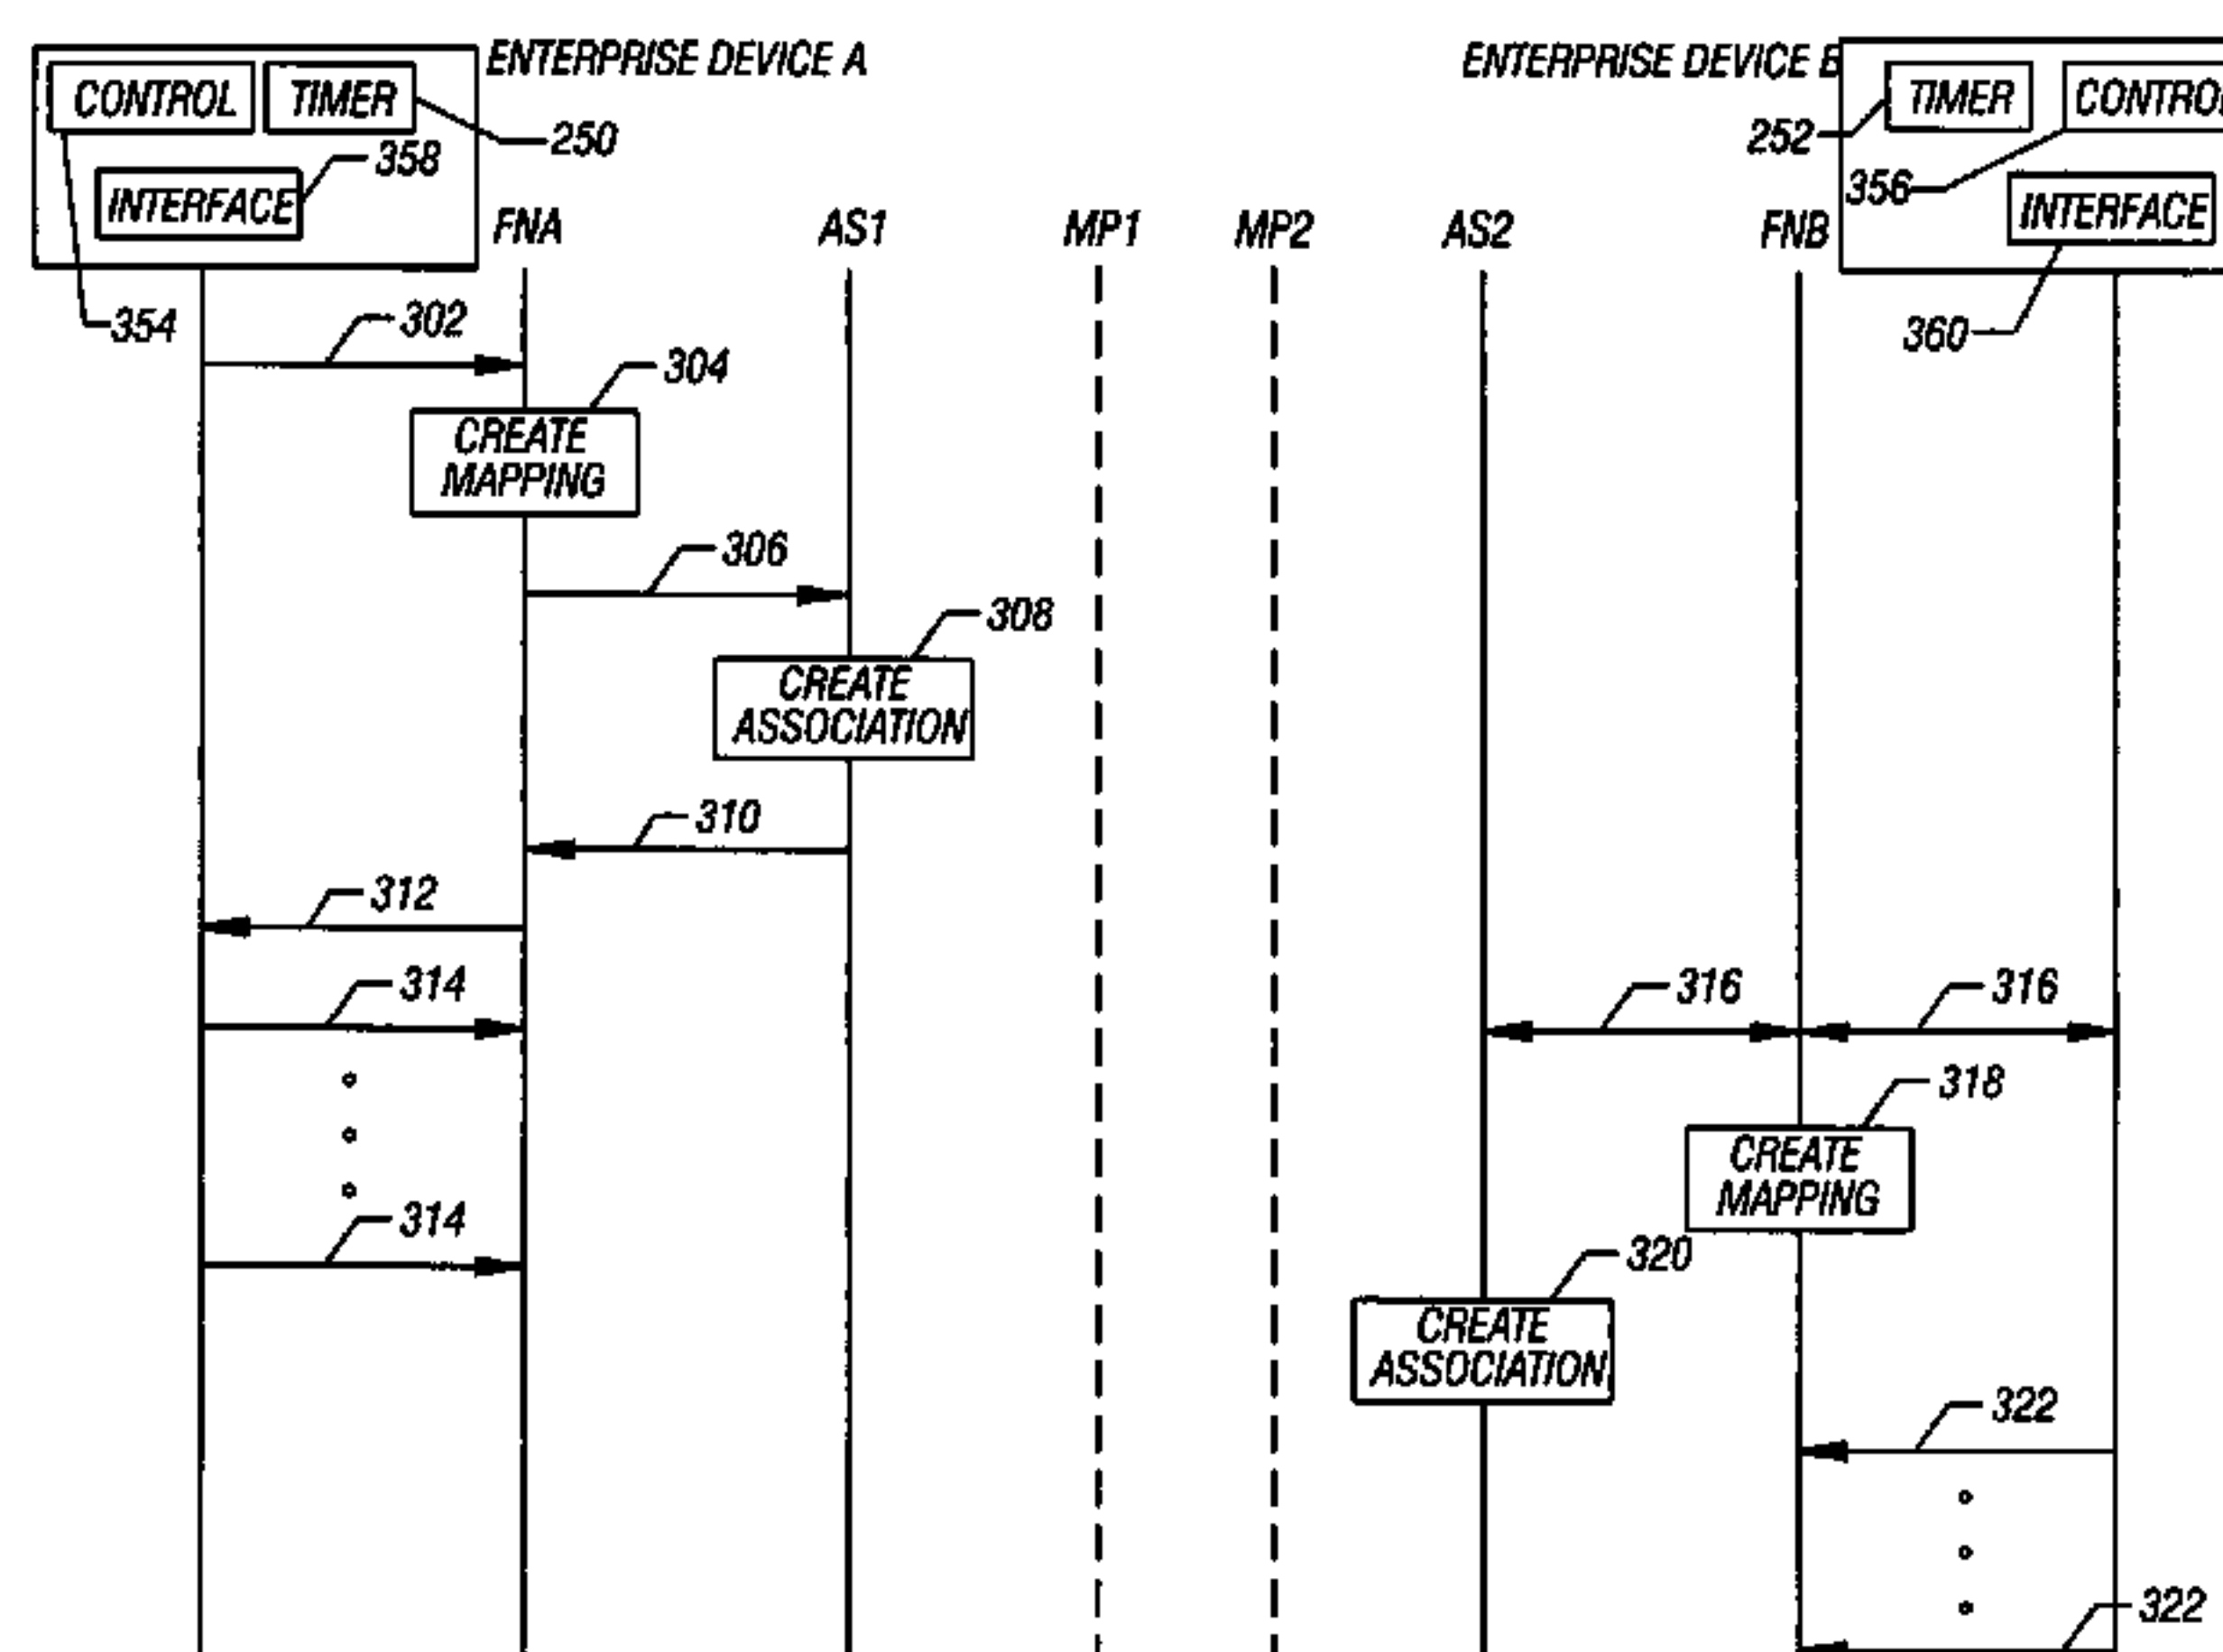 ENTERPRISE DEVICE A
CONTROL
TIMER
250
358
INTERFACE
354
ENTERPRISE DEVICE B
TIMER
252
356
INTERFACE
360
FNA
AS1
MP1
MP2
AS2
FNB
302
304
CREATE
MAPPING
306
308
CREATE
ASSOCIATION
310
312
314
316
316
318
CREATE
MAPPING
314
320
CREATE
ASSOCIATION
322
322